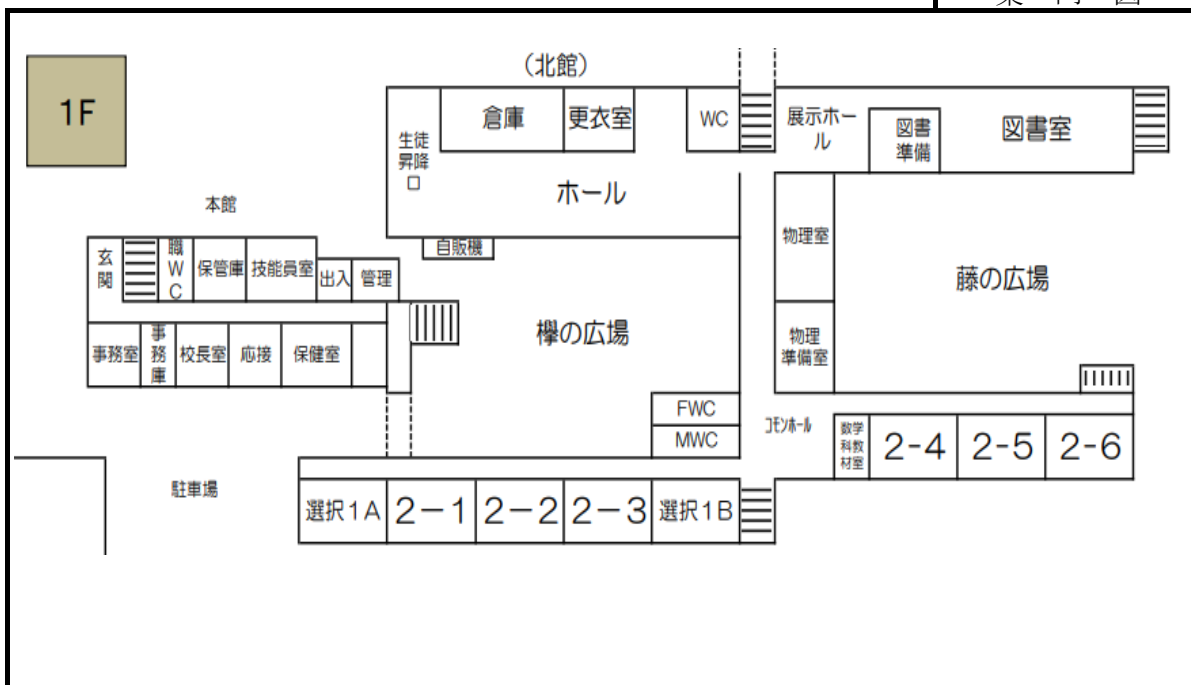 案 内 図
1F
（北館）
倉庫
更衣室
WC
展示ホー
ル
図書
準備
図書室
生徒
昇降
口
ホール
自販機
本館
玄
関
職
W
C
保管庫
技能員室
出入
管理
物理室
藤の広場
欅の広場
物理
準備室
事務室
事
務
庫
校長室
応接
保健室
FWC
MWC
コモンホール
数学
科教
材室
2-4
2-5
2-6
駐車場
選択1A
2－1
2－2
2－3
選択1B